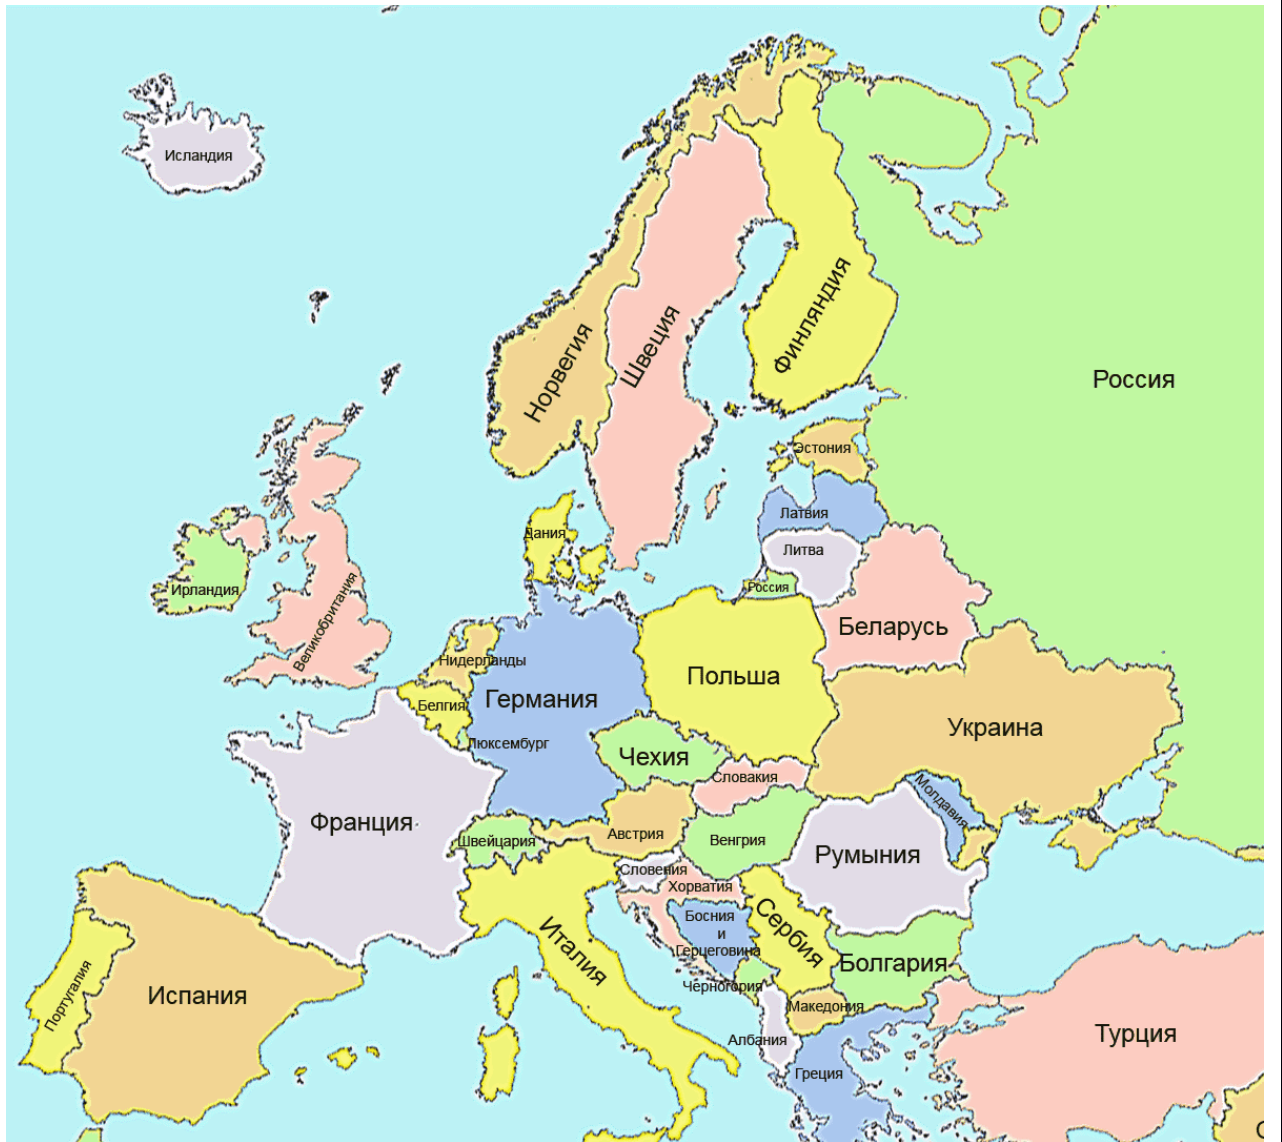 Исландия
Норвегия
Швеция
Финляндия
Россия
Эстония
Латвия
Литва
Россия
Дания
Ирландия
Великобритания
Беларусь
Нидерланды
Польша
Германия
Белгия
Украина
Люксембург
Чехия
Словакия
Молдавия
Франция
Австрия
Швейцария
Венгрия
Румыния
Словения
Хорватия
Босния
и
Герцеговина
Сербия
Италия
Болгария
Черногория
Португалия
Испания
Македония
Албания
Турция
Греция